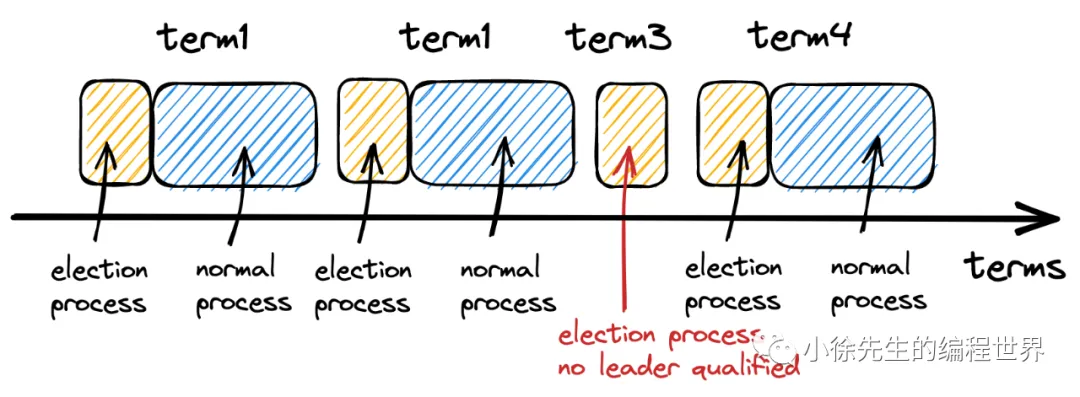 term1 term1 term3 term4
election process
normal process
election process
normal process
election process
no leader qualified
election process
normal process
terms
小徐先生的编程世界